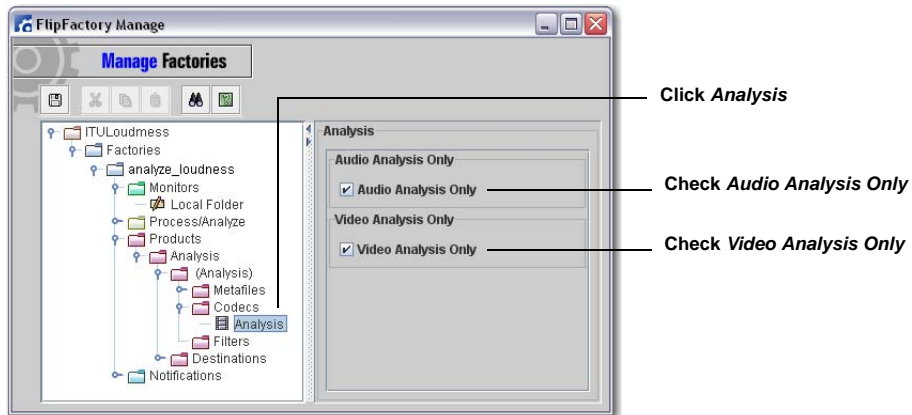 FlipFactory Manage
Manage Factories
ITULoudmess
Factories
analyze_loudness
Monitors
Local Folder
Process/Analyze
Products
Analysis
(Analysis)
Metafiles
Codecs
Analysis
Filters
Destinations
Notifications
Analysis
Audio Analysis Only
Audio Analysis Only
Video Analysis Only
Video Analysis Only
Click Analysis
Check Audio Analysis Only
Check Video Analysis Only